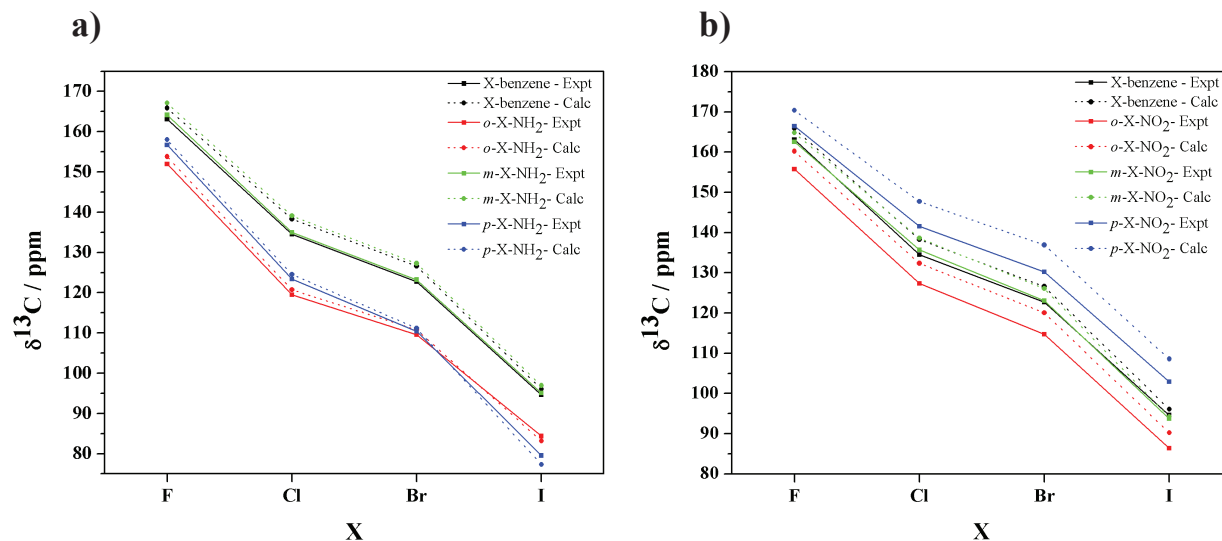 a)
170
160
150
140
130
120
110
100
90
80
δ13C / ppm
F
Cl
Br
I
X
X-benzene - Expt
X-benzene - Calc
o-X-NH2- Expt
o-X-NH2- Calc
m-X-NH2- Expt
m-X-NH2- Calc
p-X-NH2- Expt
p-X-NH2- Calc
b)
180
170
160
150
140
130
120
110
100
90
80
δ13C / ppm
F
Cl
Br
I
X
X-benzene - Expt
X-benzene - Calc
o-X-NO2- Expt
o-X-NO2- Calc
m-X-NO2- Expt
m-X-NO2- Calc
p-X-NO2- Expt
p-X-NO2- Calc